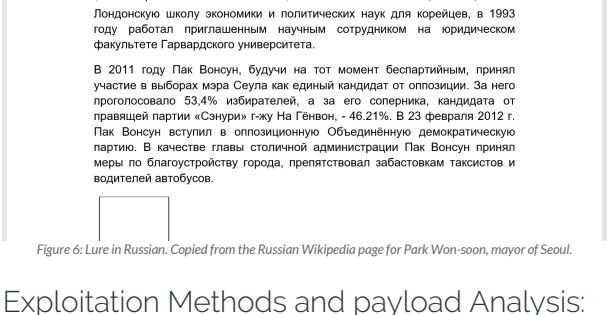 Лондонскую школу экономики и политических наук для корейцев, в 1993
году работал приглашенным научным сотрудником на юридическом
факультете Гарвардского университета.
В 2011 году Пак Вонсун, будучи на тот момент беспартийным, принял
участие в выборах мэра Сеула как единый кандидат от оппозиции. За него
проголосовало 53,4% избирателей, а за его соперника, кандидата от
правящей партии «Сэнури» г-жу На Гёнвон, - 46.21%. В 23 февраля 2012 г.
Пак Вонсун вступил в оппозиционную Объединённую демократическую
партию. В качестве главы столичной администрации Пак Вонсун принял
меры по благоустройству города, препятствовал забастовкам таксистов и
водителей автобусов.
Figure 6: Lure in Russian. Copied from the Russian Wikipedia page for Park Won-soon, mayor of Seoul.
Exploitation Methods and payload Analysis: